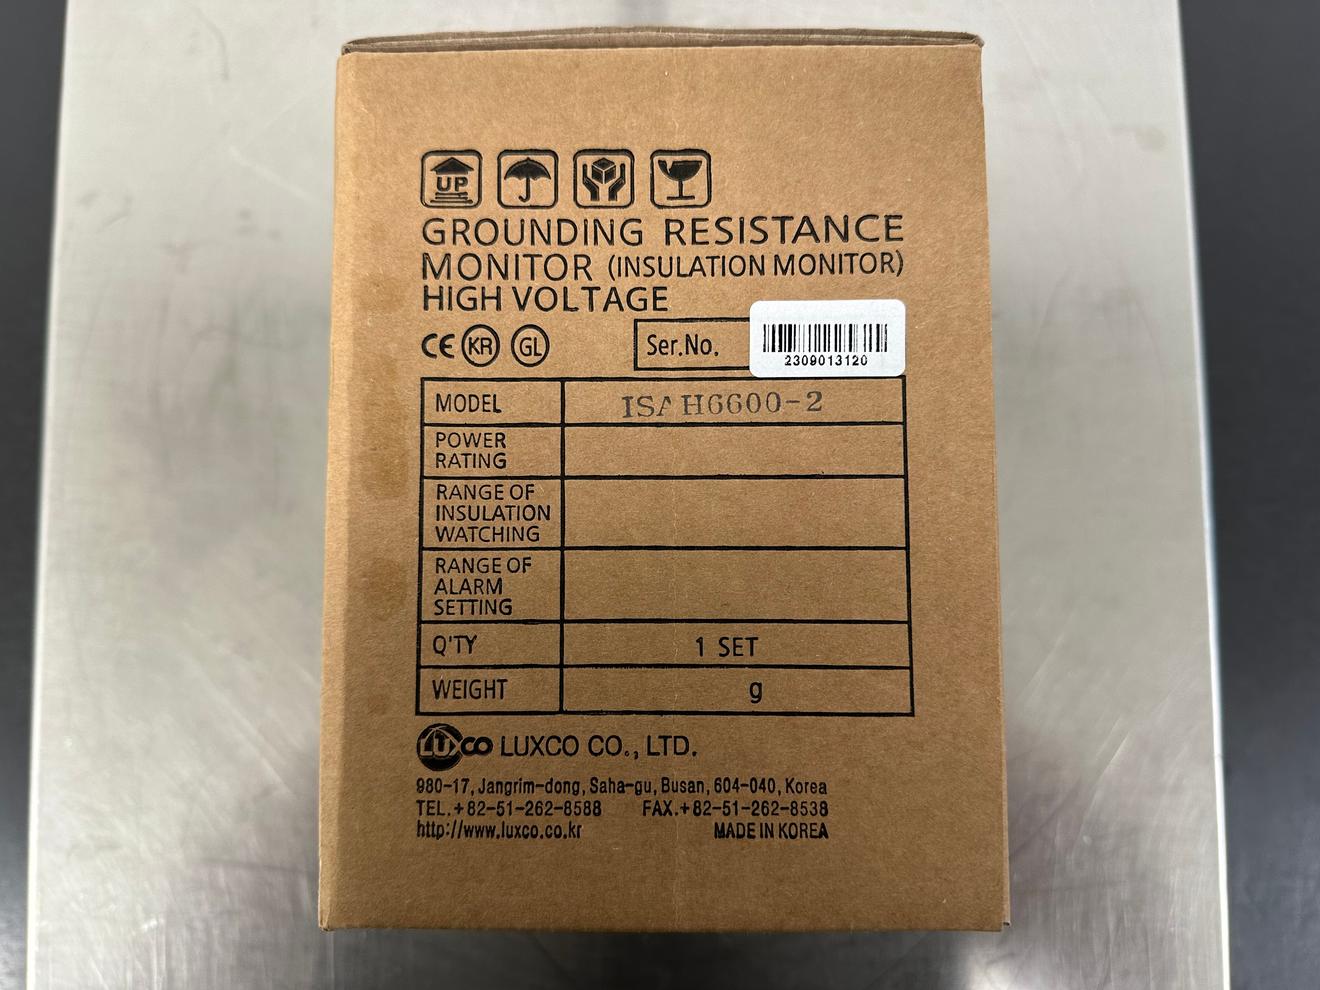 UP
GROUNDING RESISTANCE
MONITOR (INSULATION MONITOR)
HIGH VOLTAGE
CE KR GL Ser.No. 2309013120
MODEL ISA H6600-2
POWER
RATING
RANGE OF
INSULATION
WATCHING
RANGE OF
ALARM
SETTING
Q'TY 1 SET
WEIGHT g
LUXCO LUXCO CO., LTD.
980-17, Jangrim-dong, Saha-gu, Busan, 604-040, Korea
TEL.+82-51-262-8588 FAX.+82-51-262-8538
http://www.luxco.co.kr MADE IN KOREA